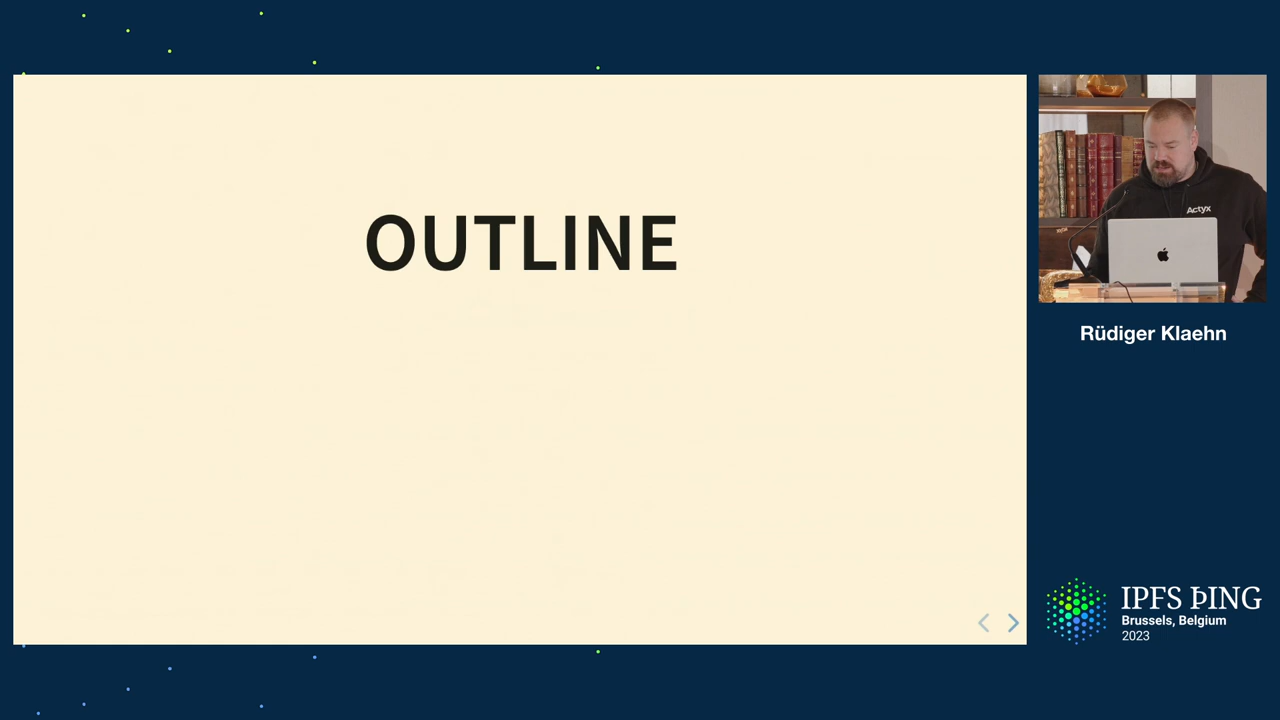 OUTLINE
Actyx
Rüdiger Klaehn
IPFS ÞING
Brussels, Belgium
2023